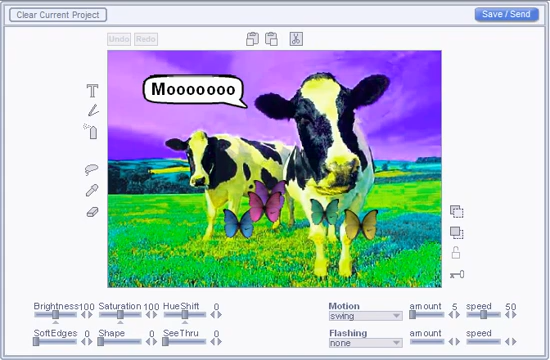 Clear Current Project
Save / Send
Undo Redo
Mooooooo
T
Brightness 100 Saturation 100 HueShift 0
SoftEdges 0 Shape 0 SeeThru 0
Motion amount 5 speed 50
swing
Flashing amount speed
none